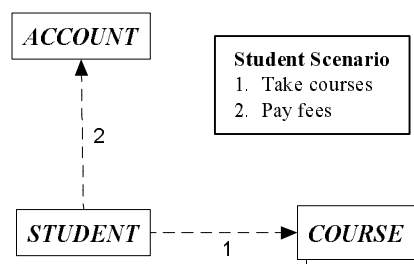 ACCOUNT
Student Scenario
1. Take courses
2. Pay fees
2
STUDENT
1
COURSE